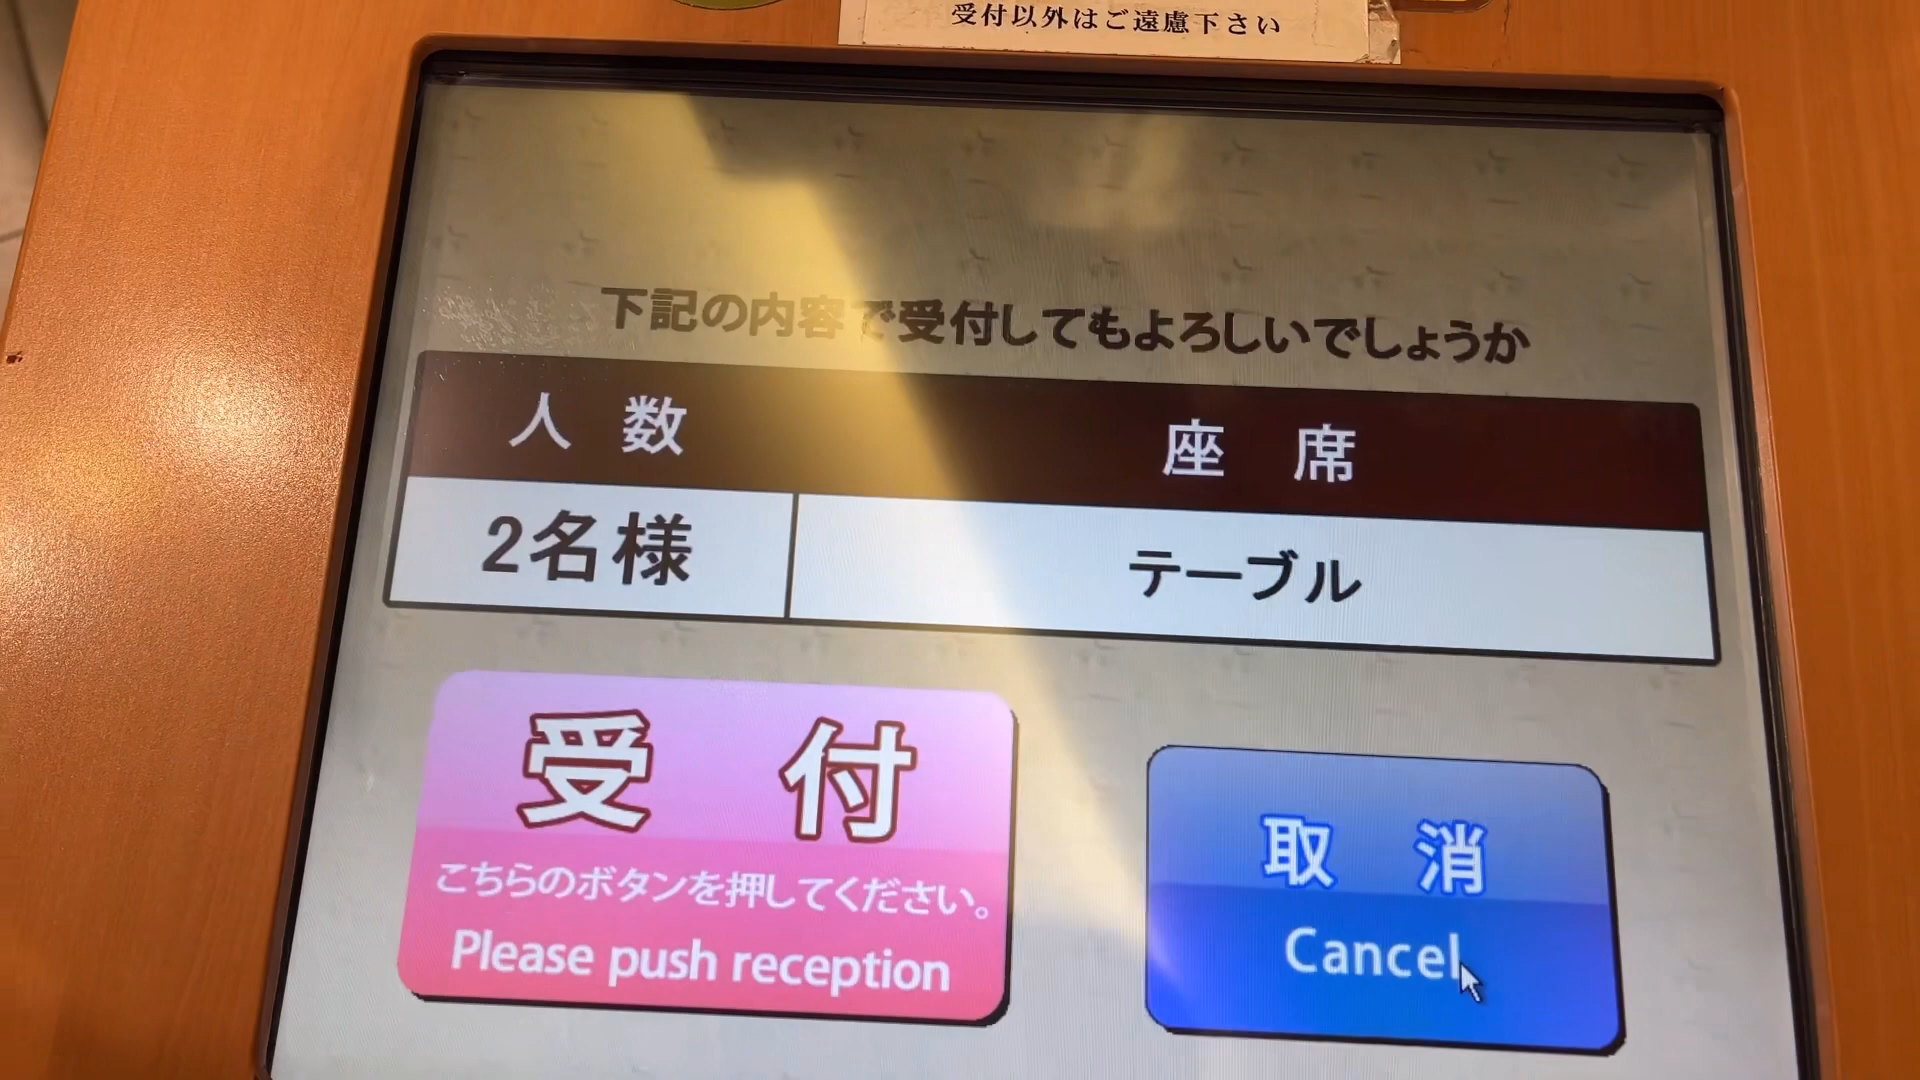 受付以外はご遠慮下さい
下記の内容で受付してもよろしいでしょうか
人数 座席
2名様 テーブル
受付
こちらのボタンを押してください。
Please push reception
取消
Cancel